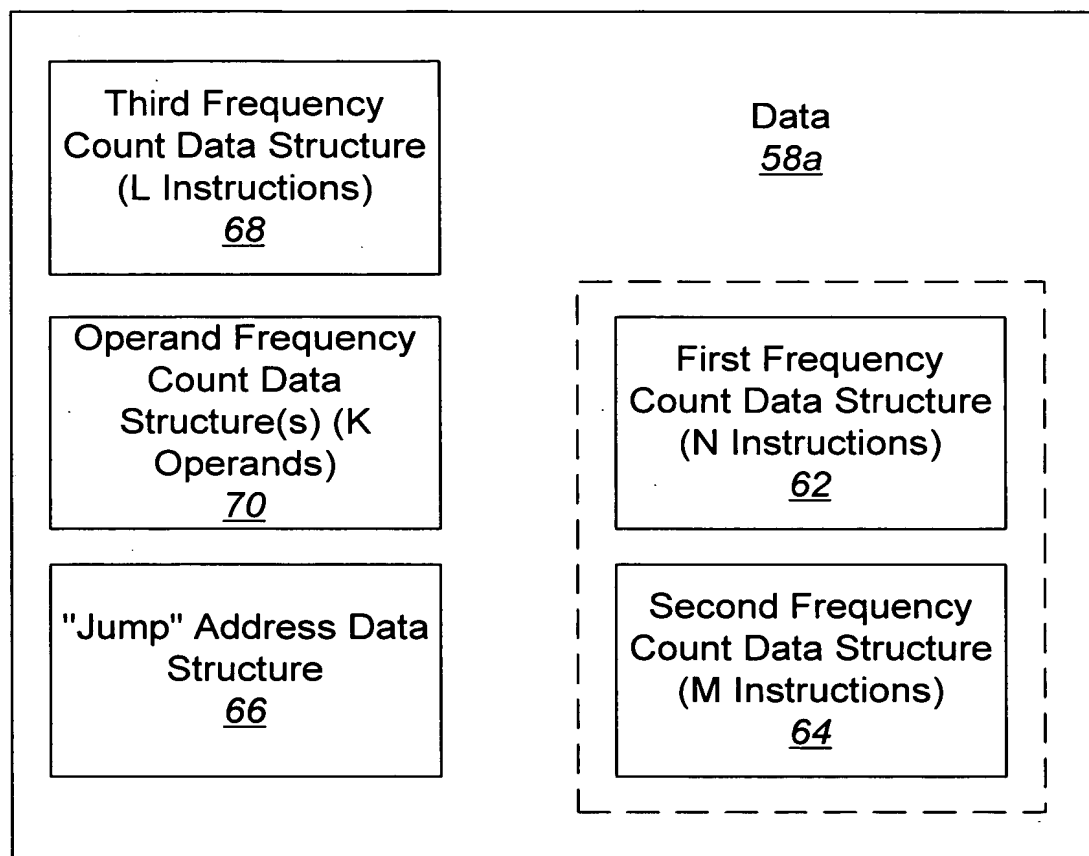 Third Frequency
Count Data Structure
(L Instructions)
68
Data
58a
Operand Frequency
Count Data
Structure(s) (K
Operands)
70
First Frequency
Count Data Structure
(N Instructions)
62
"Jump" Address Data
Structure
66
Second Frequency
Count Data Structure
(M Instructions)
64